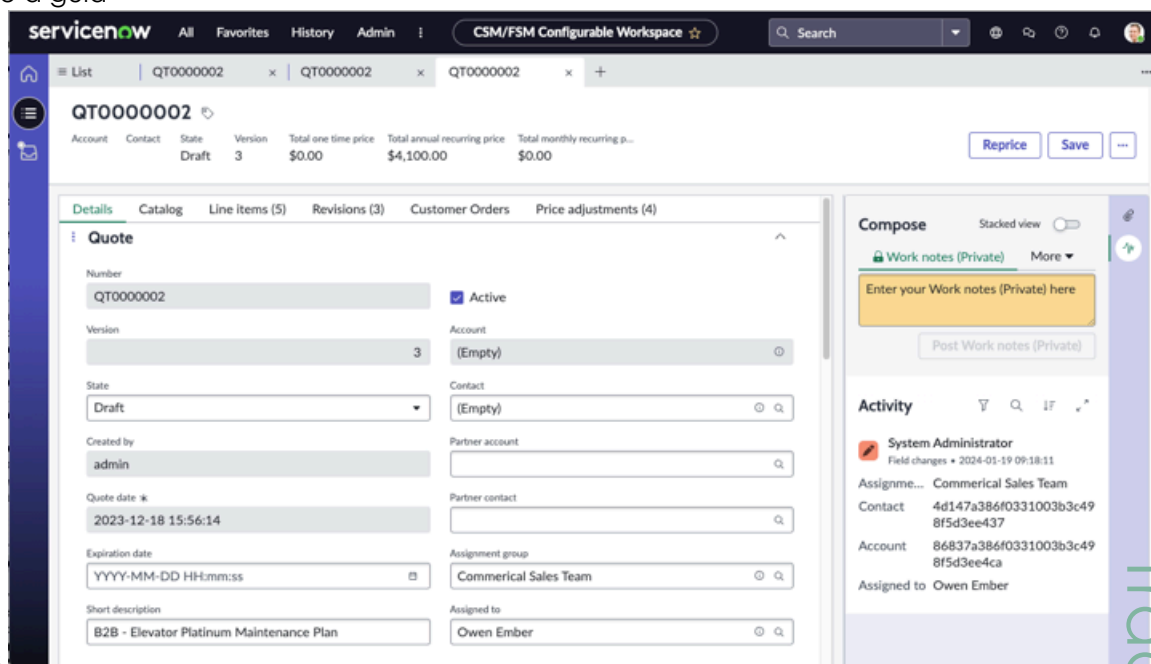 servicenow All Favorites History Admin CSM/FSM Configurable Workspace Search
List QT0000002 QT0000002 QT0000002
QT0000002
Account Contact State Version Total one time price Total annual recurring price Total monthly recurring p...
Draft 3 $0.00 $4,100.00 $0.00
Reprice Save
Details Catalog Line items (5) Revisions (3) Customer Orders Price adjustments (4)
Quote
Number
QT0000002
Active
Version
3
Account
(Empty)
State
Draft
Contact
(Empty)
Created by
admin
Partner account
Quote date
2023-12-18 15:56:14
Partner contact
Expiration date
YYYY-MM-DD HH:mm:ss
Assignment group
Commerical Sales Team
Short description
B2B - Elevator Platinum Maintenance Plan
Assigned to
Owen Ember
Compose Stacked view
Work notes (Private) More
Enter your Work notes (Private) here
Post Work notes (Private)
Activity
System Administrator
Field changes • 2024-01-19 09:18:11
Assignme... Commerical Sales Team
Contact 4d147a386f0331003b3c49
8f5d3ee437
Account 86837a386f0331003b3c49
8f5d3ee4ca
Assigned to Owen Ember